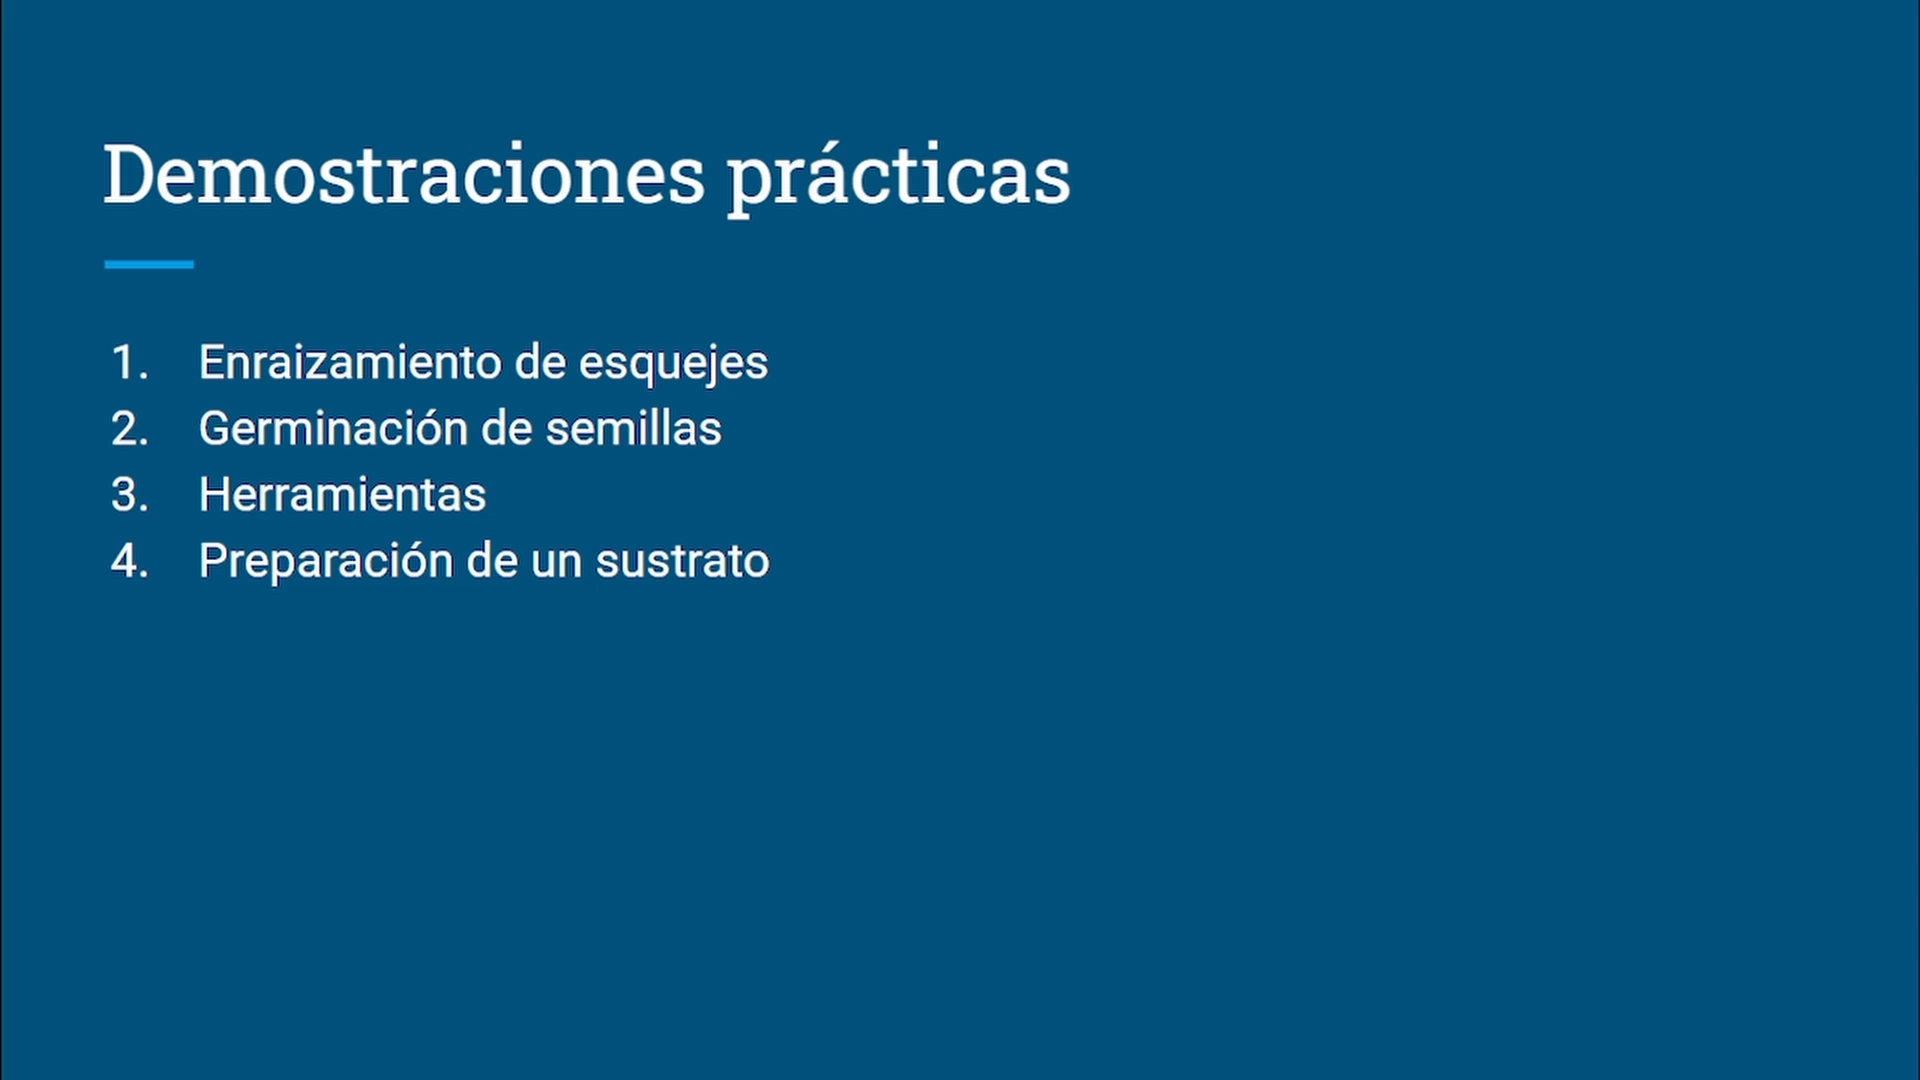 Demostraciones prácticas
1. Enraizamiento de esquejes
2. Germinación de semillas
3. Herramientas
4. Preparación de un sustrato